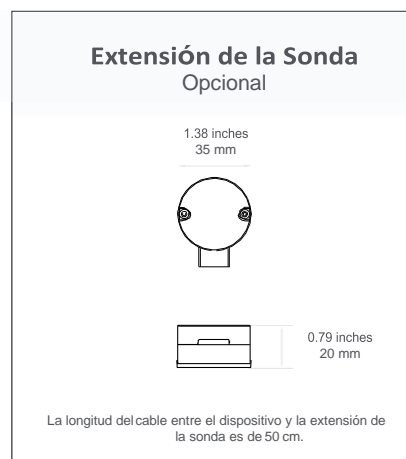 Extensión de la Sonda
Opcional
1.38 inches
35 mm
0.79 inches
20 mm
La longitud del cable entre el dispositivo y la extensión de
la sonda es de 50 cm.